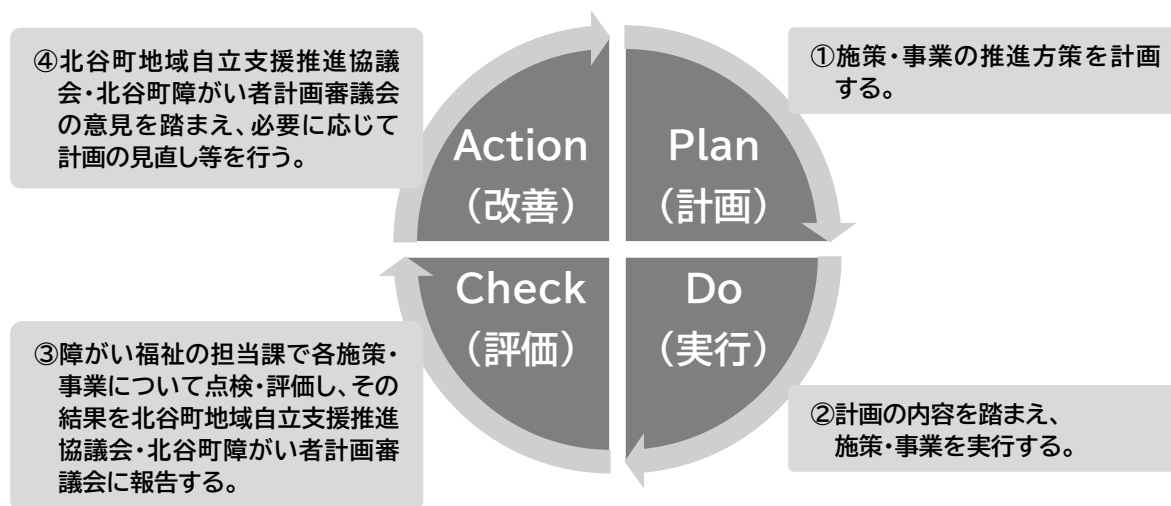 ④北谷町地域自立支援推進協議
会・北谷町障がい者計画審議会
の意見を踏まえ、必要に応じて
計画の見直し等を行う。
Action
（改善）
Plan
（計画）
①施策・事業の推進方策を計画
する。
③障がい福祉の担当課で各施策・
事業について点検・評価し、その
結果を北谷町地域自立支援推進
協議会・北谷町障がい者計画審
議会に報告する。
Check
（評価）
Do
（実行）
②計画の内容を踏まえ、
施策・事業を実行する。